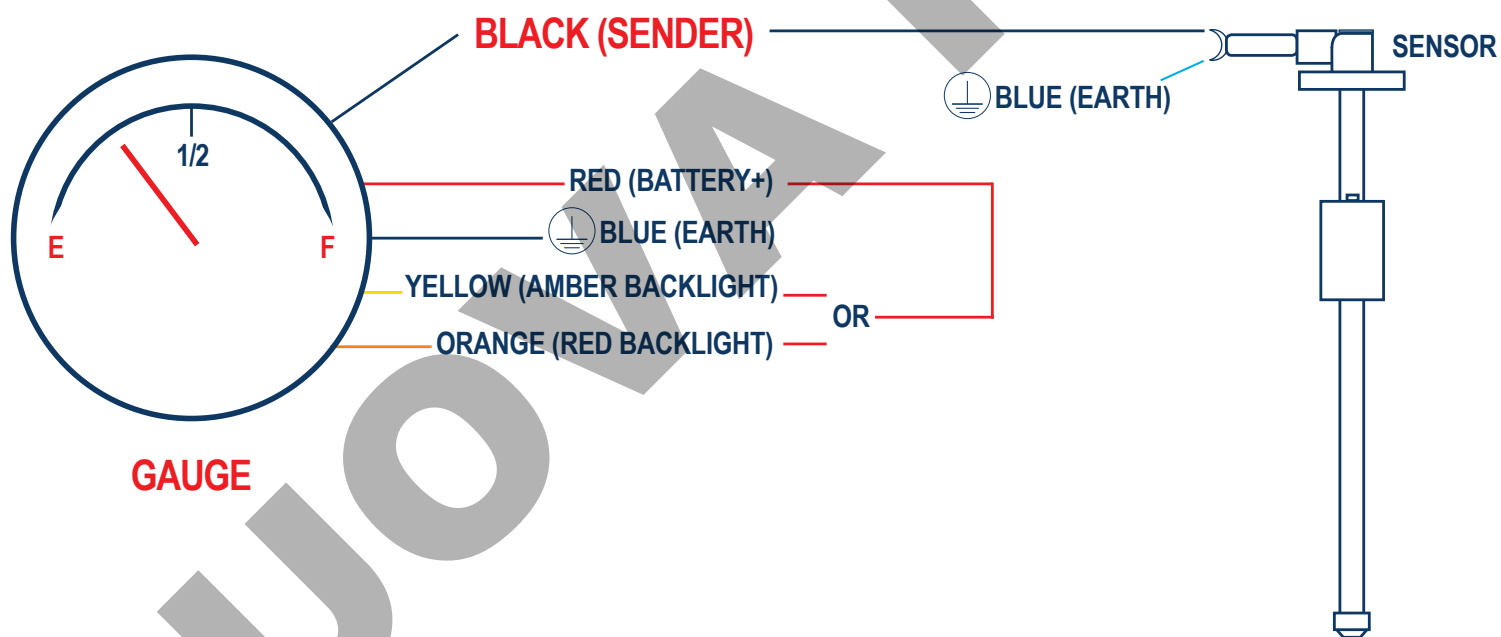 BLACK (SENDER)
SENSOR
BLUE (EARTH)
1/2
E
F
RED (BATTERY+)
BLUE (EARTH)
YELLOW (AMBER BACKLIGHT)
OR
ORANGE (RED BACKLIGHT)
GAUGE